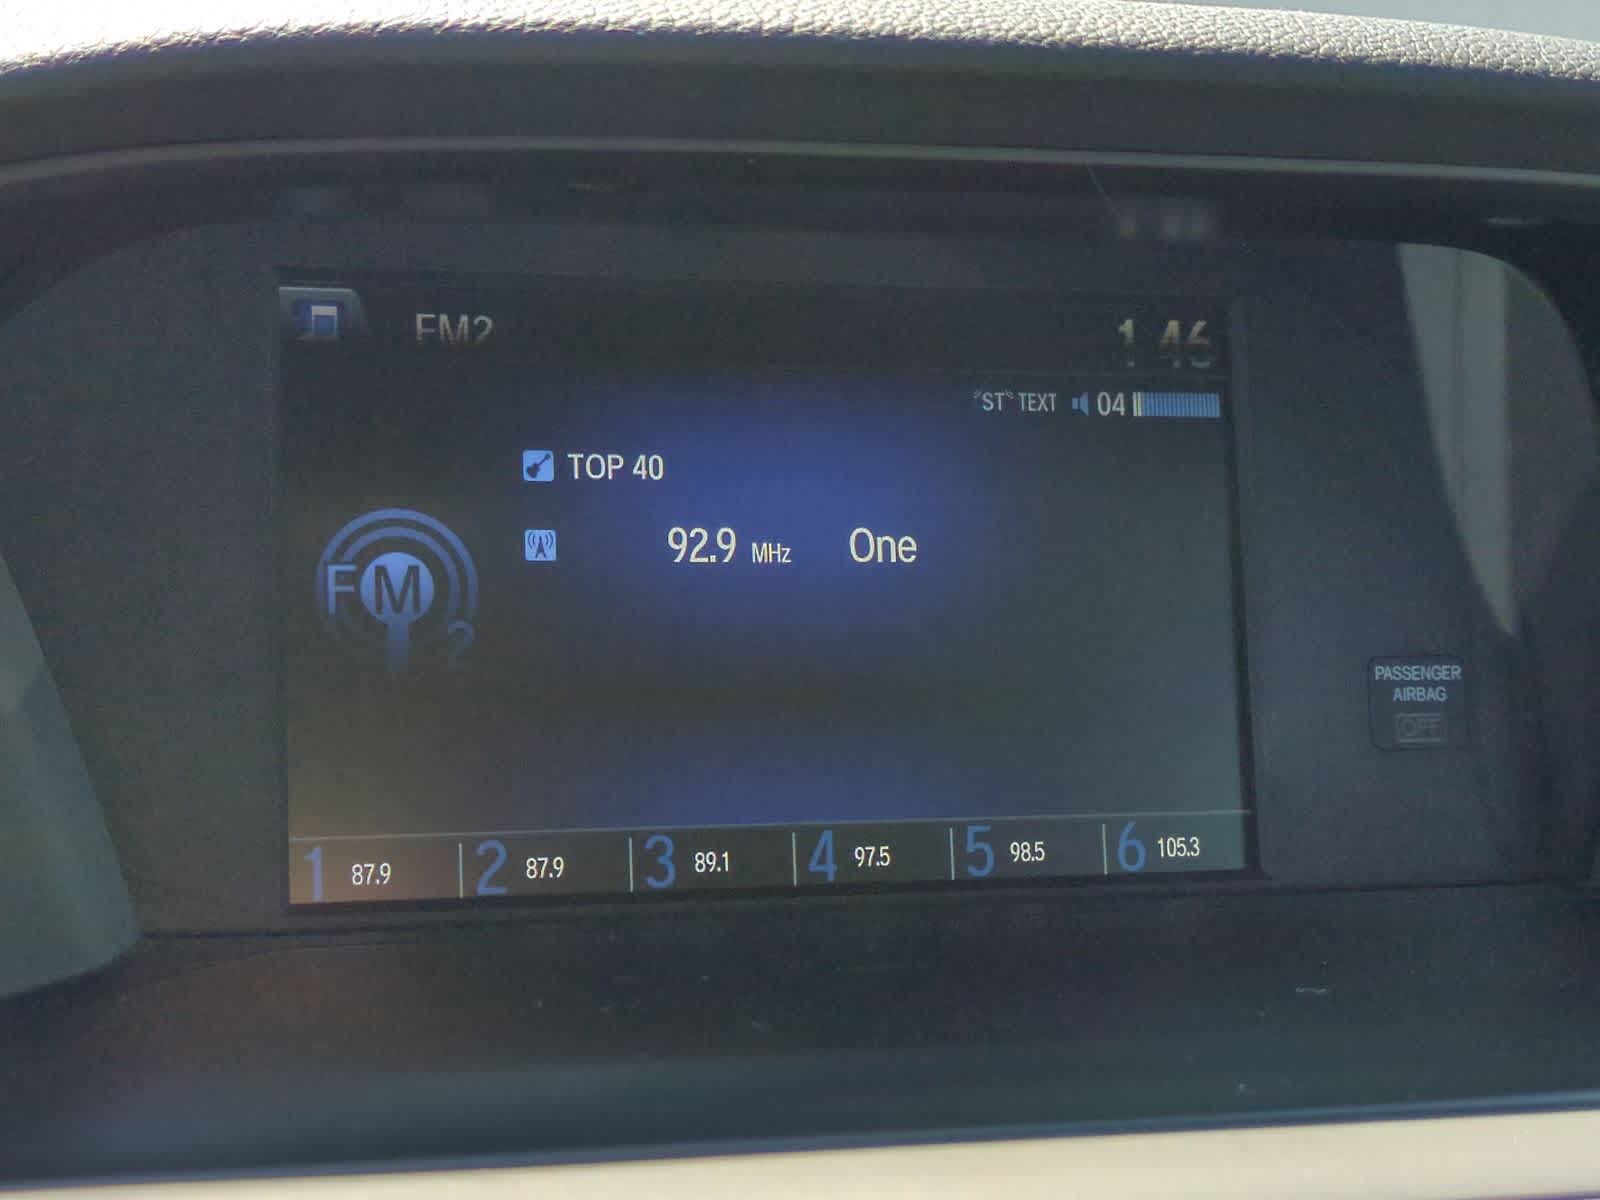 FM2
1 46
ST TEXT 04
TOP 40
92.9 MHz One
FM
2
PASSENGER
AIRBAG
OFF
1 87.9 2 87.9 3 89.1 4 97.5 5 98.5 6 105.3